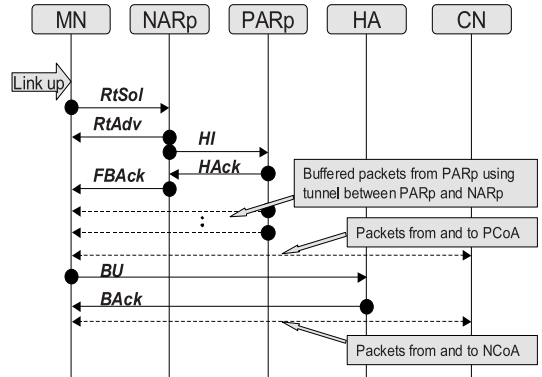 MN NARp PARp HA CN
Link up
RtSol
RtAdv
HI
HAck
FBAck
Buffered packets from PARp using
tunnel between PARp and NARp
:
Packets from and to PCoA
BU
BAck
Packets from and to NCoA